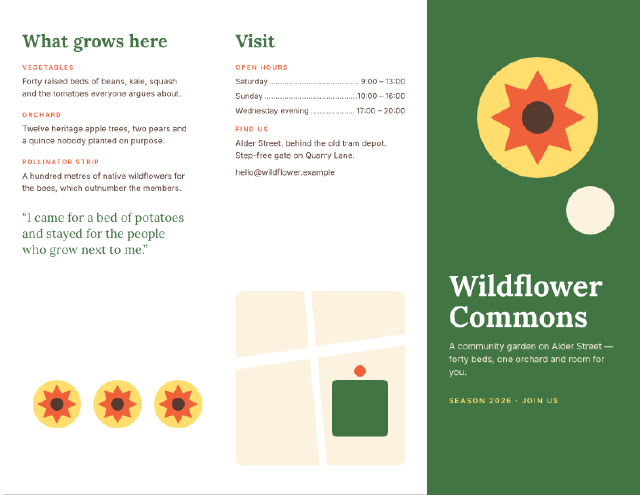 What grows here
VEGETABLES
Forty raised beds of beans, kale, squash
and the tomatoes everyone argues about.
ORCHARD
Twelve heritage apple trees, two pears and
a quince nobody planted on purpose.
POLLINATOR STRIP
A hundred metres of native wildflowers for
the bees, which outnumber the members.
“I came for a bed of potatoes
and stayed for the people
who grow next to me.”
Visit
OPEN HOURS
Saturday 9:00 – 13:00
Sunday 10:00 – 16:00
Wednesday evening 17:00 – 20:00
FIND US
Alder Street, behind the old tram depot.
Step-free gate on Quarry Lane.
hello@wildflower.example
Wildflower
Commons
A community garden on Alder Street —
forty beds, one orchard and room for
you.
SEASON 2026 · JOIN US